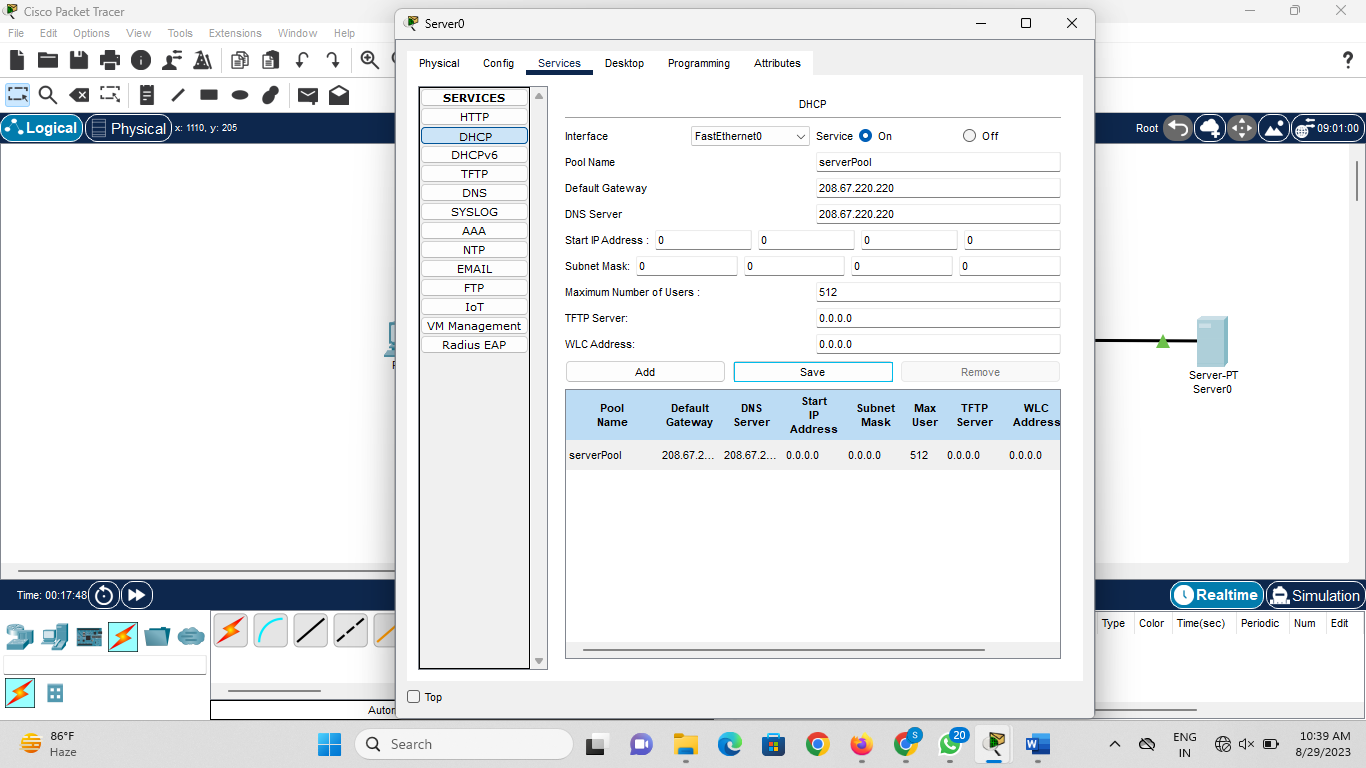 Cisco Packet Tracer
File Edit Options View Tools Extensions Window Help
Logical Physical x: 1110, y: 205
Root 09:01:00
Server0
Physical Config Services Desktop Programming Attributes
SERVICES
HTTP
DHCP
DHCPv6
TFTP
DNS
SYSLOG
AAA
NTP
EMAIL
FTP
IoT
VM Management
Radius EAP
DHCP
Interface FastEthernet0 Service On Off
Pool Name serverPool
Default Gateway 208.67.220.220
DNS Server 208.67.220.220
Start IP Address : 0 0 0 0
Subnet Mask: 0 0 0 0
Maximum Number of Users : 512
TFTP Server: 0.0.0.0
WLC Address: 0.0.0.0
Add Save Remove
Pool Name Default Gateway DNS Server Start IP Address Subnet Mask Max User TFTP Server WLC Address
serverPool 208.67.2... 208.67.2... 0.0.0.0 0.0.0.0 512 0.0.0.0 0.0.0.0
Top
Server-PT
Server0
Time: 00:17:48
Realtime Simulation
Type Color Time(sec) Periodic Num Edit
86°F
Haze
Search
S
20
ENG
IN
10:39 AM
8/29/2023